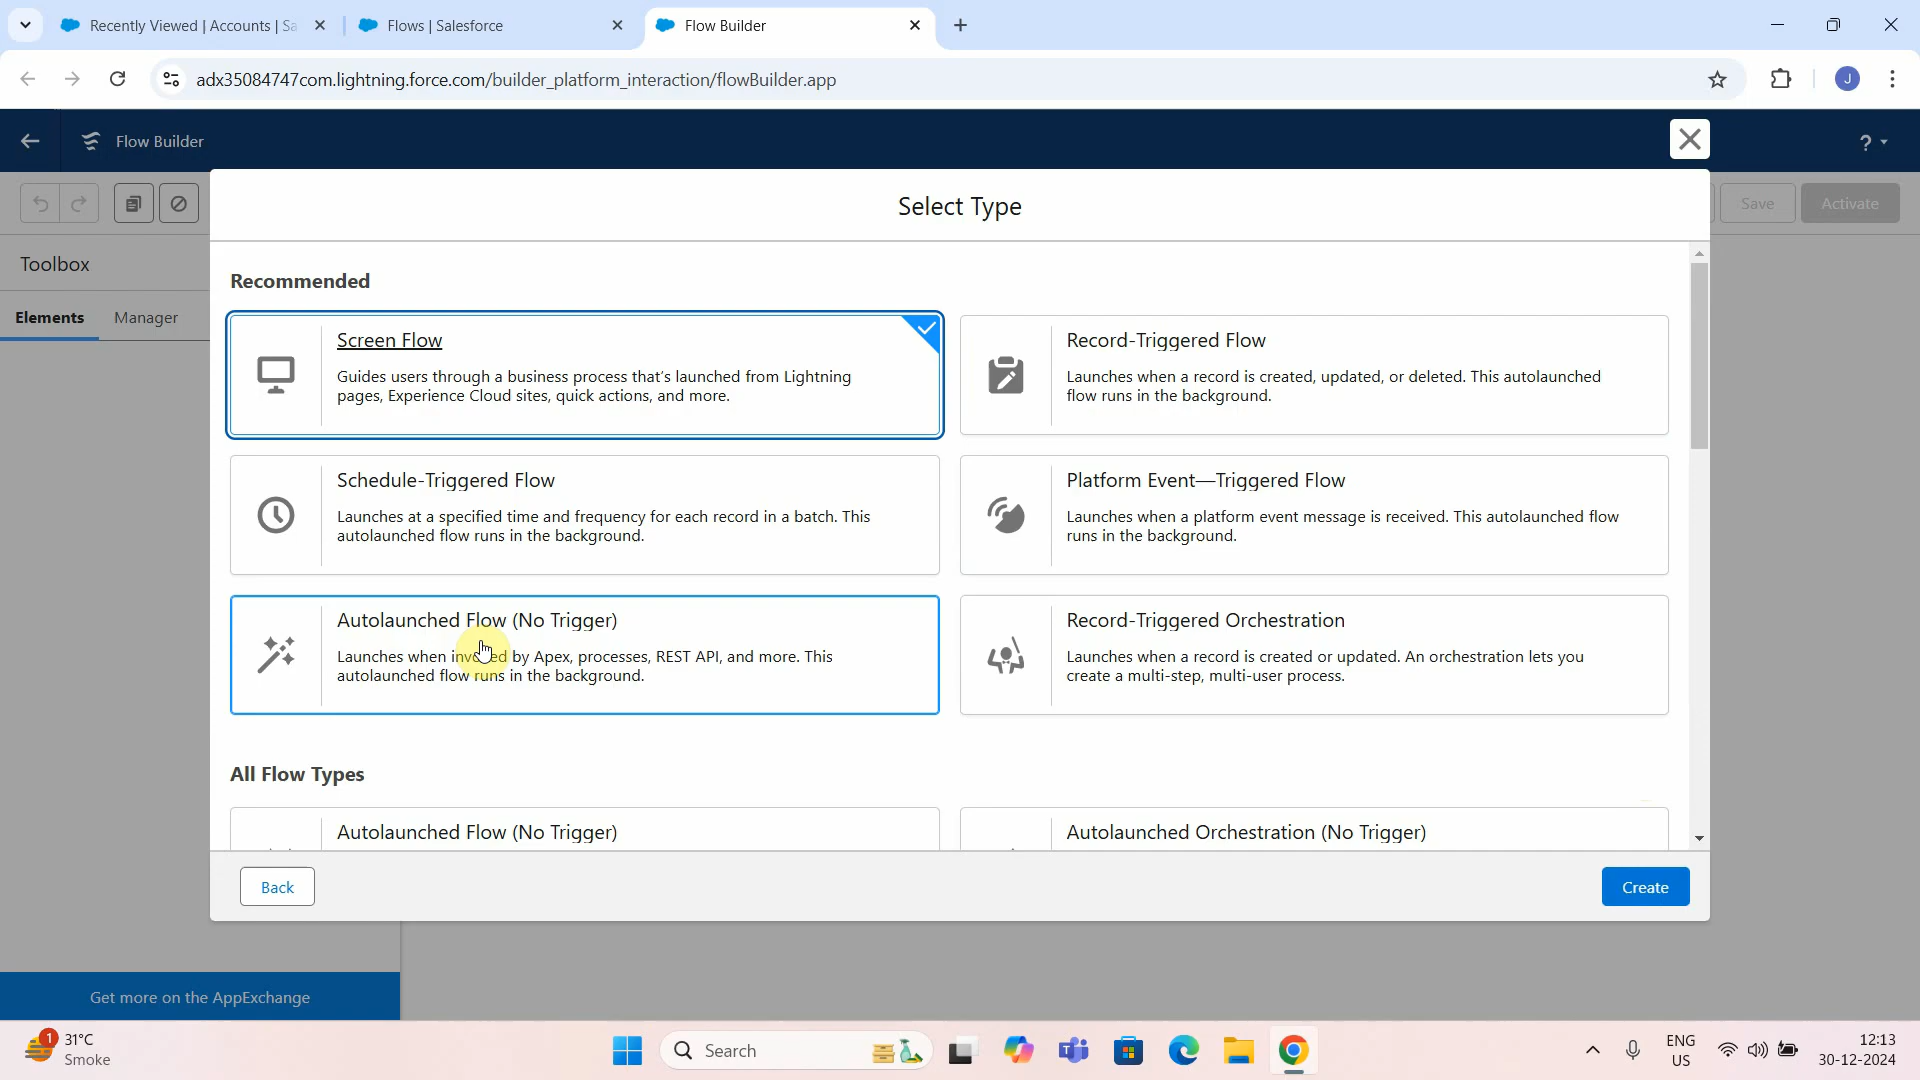 Recently Viewed | Accounts | Sa
Flows | Salesforce
Flow Builder
adx35084747com.lightning.force.com/builder_platform_interaction/flowBuilder.app
J
Flow Builder
?
Select Type
Save
Activate
Toolbox
Elements
Manager
Recommended
Screen Flow
Guides users through a business process that's launched from Lightning
pages, Experience Cloud sites, quick actions, and more.
Record-Triggered Flow
Launches when a record is created, updated, or deleted. This autolaunched
flow runs in the background.
Schedule-Triggered Flow
Launches at a specified time and frequency for each record in a batch. This
autolaunched flow runs in the background.
Platform Event—Triggered Flow
Launches when a platform event message is received. This autolaunched flow
runs in the background.
Autolaunched Flow (No Trigger)
Launches when invoked by Apex, processes, REST API, and more. This
autolaunched flow runs in the background.
Record-Triggered Orchestration
Launches when a record is created or updated. An orchestration lets you
create a multi-step, multi-user process.
All Flow Types
Autolaunched Flow (No Trigger)
Autolaunched Orchestration (No Trigger)
Back
Create
Get more on the AppExchange
1
31°C
Smoke
Search
ENG
US
12:13
30-12-2024